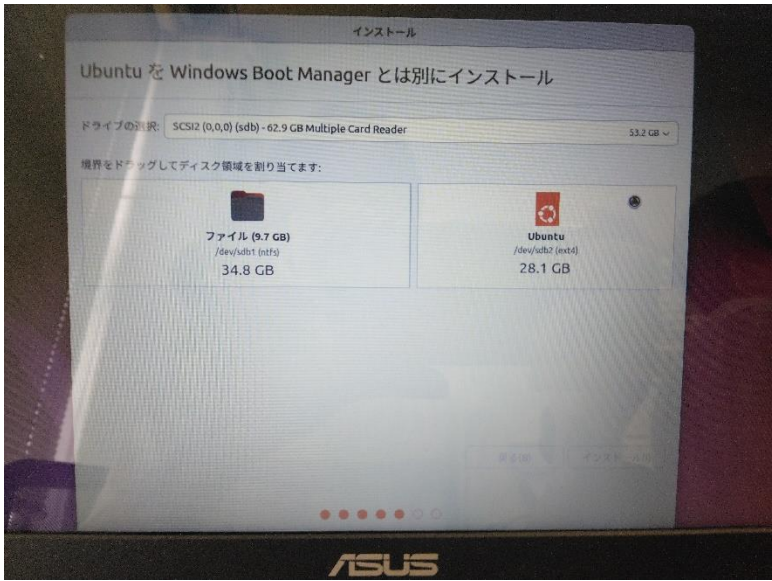 インストール
Ubuntu を Windows Boot Manager とは別にインストール
ドライブの選択: SCSI2 (0,0,0) (sdb) - 62.9 GB Multiple Card Reader 53.2 GB
境界をドラッグしてディスク領域を割り当てます:
ファイル (9.7 GB)
/dev/sdb1 (ntfs)
34.8 GB
Ubuntu
/dev/sdb2 (ext4)
28.1 GB
ASUS